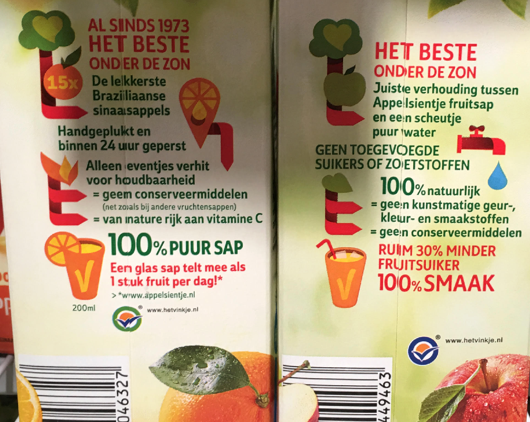 AL SINDS 1973
HET BESTE
ONDER DE ZON
15x
De lekkerste
Braziliaanse
sinaasappels
Handgeplukt en
binnen 24 uur geperst
Alleen eventjes verhit
voor houdbaarheid
= geen conserveermiddelen
(net zoals bij andere vruchtensappen)
= van nature rijk aan vitamine C
100% PUUR SAP
Een glas sap telt mee als
1 stuk fruit per dag!*
> *www.appelsientje.nl
200ml
www.hetvinkje.nl
046327
HET BESTE
ONDER DE ZON
Juiste verhouding tussen
Appelsientje fruitsap
en een scheutje
puur water
GEEN TOEGEVOEGDE
SUIKERS OF ZOETSTOFFEN
100% natuurlijk
= geen kunstmatige geur-,
kleur- en smaakstoffen
= geen conserveermiddelen
RUIM 30% MINDER
FRUITSUIKER
100% SMAAK
www.hetvinkje.nl
449463